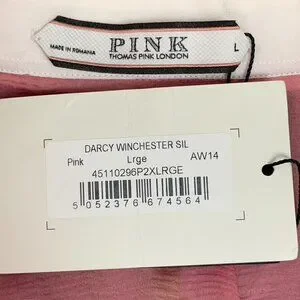 MADE IN ROMANIA
PINK
THOMAS PINK LONDON
L
DARCY WINCHESTER SIL
Pink Lrge AW14
45110296P2XLRGE
5 052376 674564